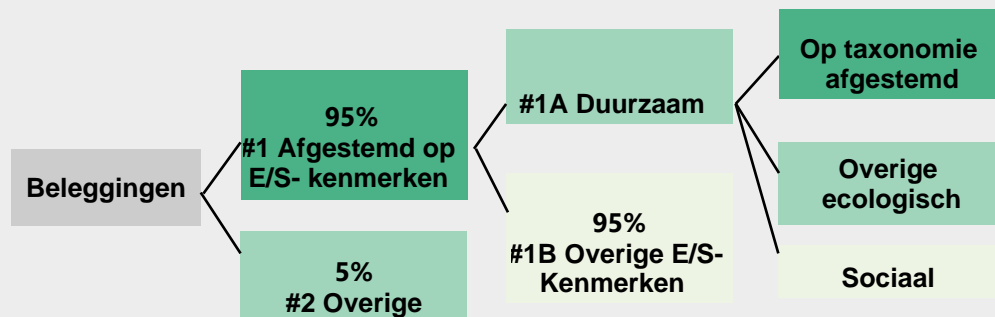 Beleggingen
95%
#1 Afgestemd op
E/S- kenmerken
5%
#2 Overige
#1A Duurzaam
95%
#1B Overige E/S-
Kenmerken
Op taxonomie
afgestemd
Overige
ecologisch
Sociaal